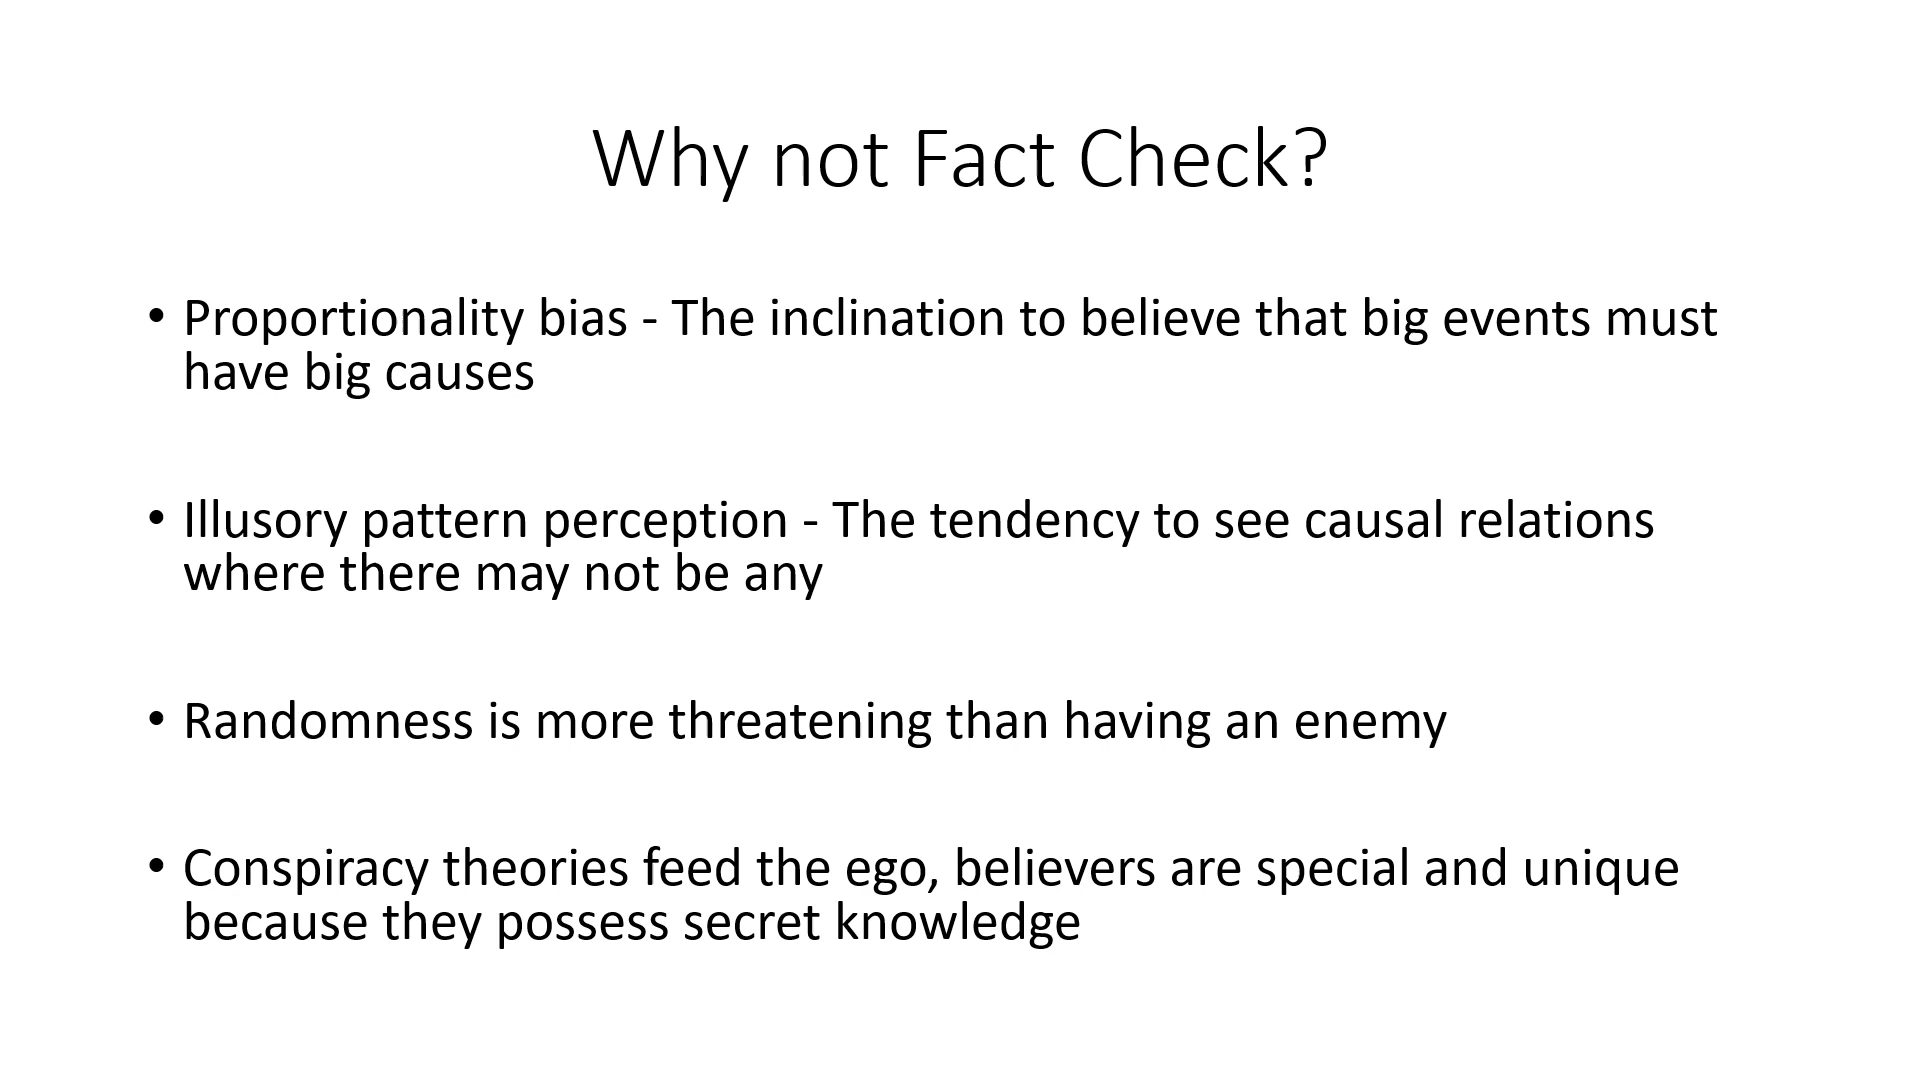 Why not Fact Check?
• Proportionality bias - The inclination to believe that big events must
have big causes
• Illusory pattern perception - The tendency to see causal relations
where there may not be any
• Randomness is more threatening than having an enemy
• Conspiracy theories feed the ego, believers are special and unique
because they possess secret knowledge